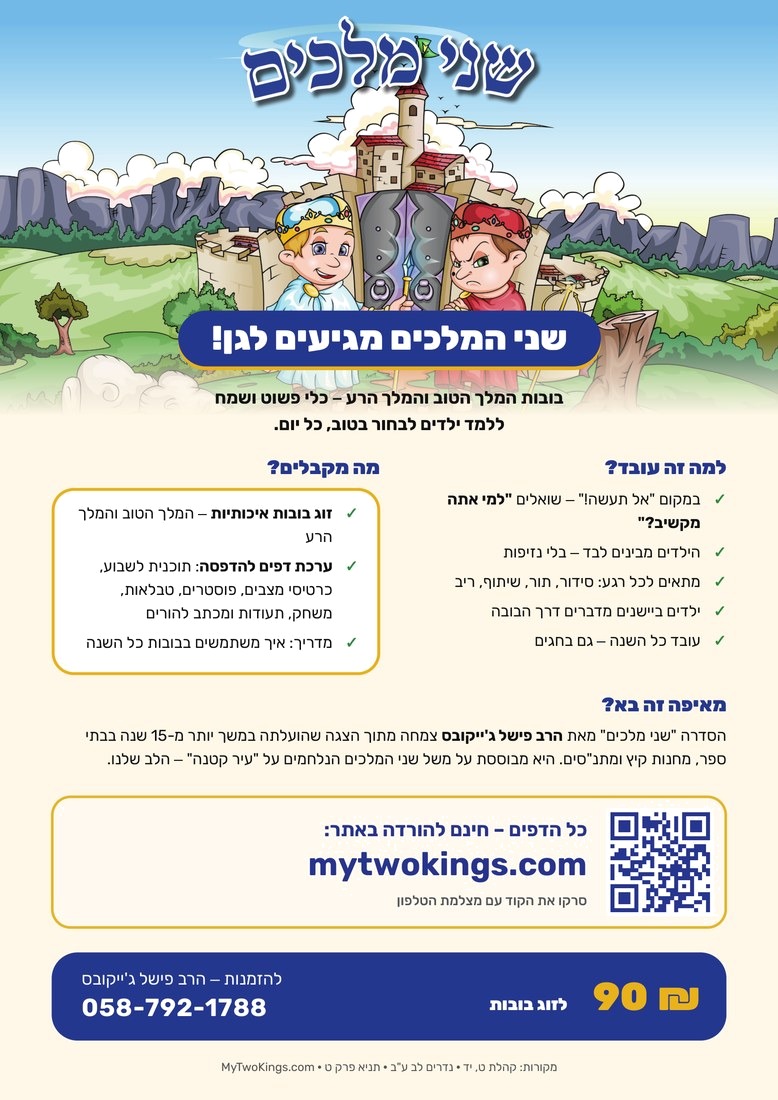 שני מלכים
שני המלכים מגיעים לגן!
בובות המלך הטוב והמלך הרע – כלי פשוט ושמח
ללמד ילדים לבחור בטוב, כל יום.
למה זה עובד?
✓ במקום "אל תעשה!" – שואלים "למי אתה
מקשיב?"
✓ הילדים מבינים לבד – בלי נזיפות
✓ מתאים לכל רגע: סידור, תור, שיתוף, ריב
✓ ילדים ביישנים מדברים דרך הבובה
✓ עובד כל השנה – גם בחגים
מה מקבלים?
✓ זוג בובות איכותיות – המלך הטוב והמלך
הרע
✓ ערכת דפים להדפסה: תוכנית לשבוע,
כרטיסי מצבים, פוסטרים, טבלאות,
משחק, תעודות ומכתב להורים
✓ מדריך: איך משתמשים בבובות כל השנה
מאיפה זה בא?
הסדרה "שני מלכים" מאת הרב פישל ג'ייקובס צמחה מתוך הצגה שהועלתה במשך יותר מ-15 שנה בבתי
ספר, מחנות קיץ ומתנ"סים. היא מבוססת על משל שני המלכים הנלחמים על "עיר קטנה" – הלב שלנו.
כל הדפים – חינם להורדה באתר:
mytwokings.com
סרקו את הקוד עם מצלמת הטלפון
90 ₪ לזוג בובות
להזמנות – הרב פישל ג'ייקובס
058-792-1788
מקורות: קהלת ט, יד • נדרים לב ע"ב • תניא פרק ט • MyTwoKings.com